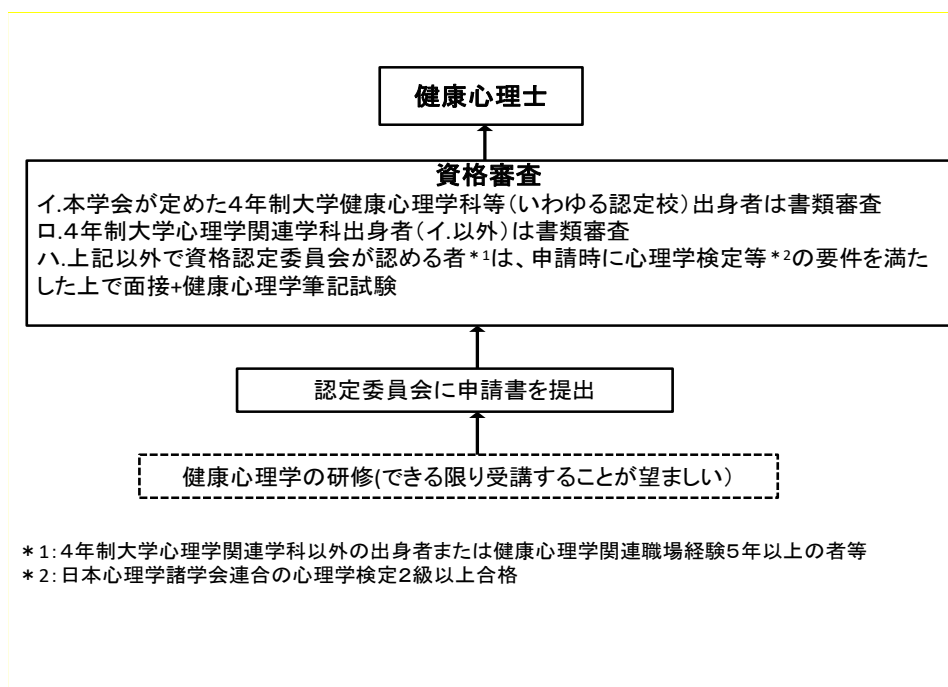 健康心理士
資格審査
イ.本学会が定めた4年制大学健康心理学科等(いわゆる認定校)出身者は書類審査
ロ.4年制大学心理学関連学科出身者(イ.以外)は書類審査
ハ.上記以外で資格認定委員会が認める者*1は、申請時に心理学検定等*2の要件を満た
した上で面接+健康心理学筆記試験
認定委員会に申請書を提出
健康心理学の研修(できる限り受講することが望ましい)
*1:4年制大学心理学関連学科以外の出身者または健康心理学関連職場経験5年以上の者等
*2:日本心理学諸学会連合の心理学検定2級以上合格